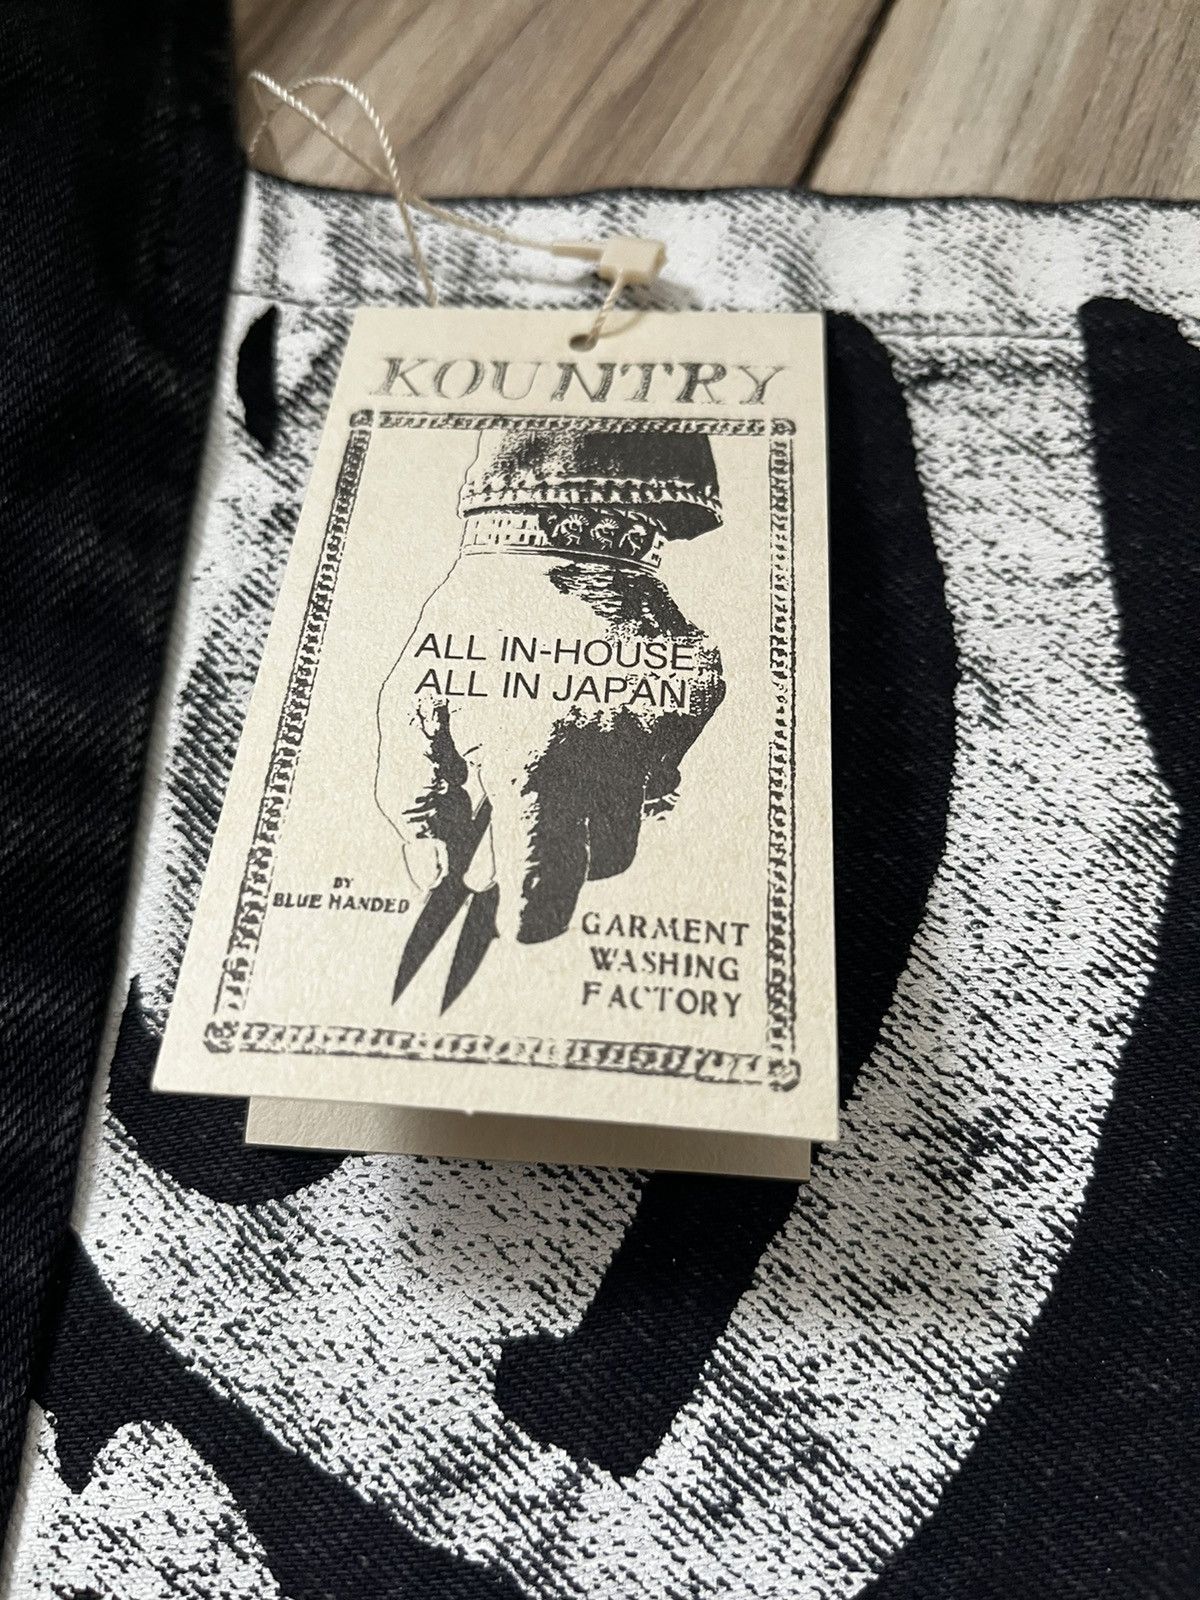 KOUNTRY
ALL IN-HOUSE
ALL IN JAPAN
BY
BLUE HANDED
GARMENT
WASHING
FACTORY